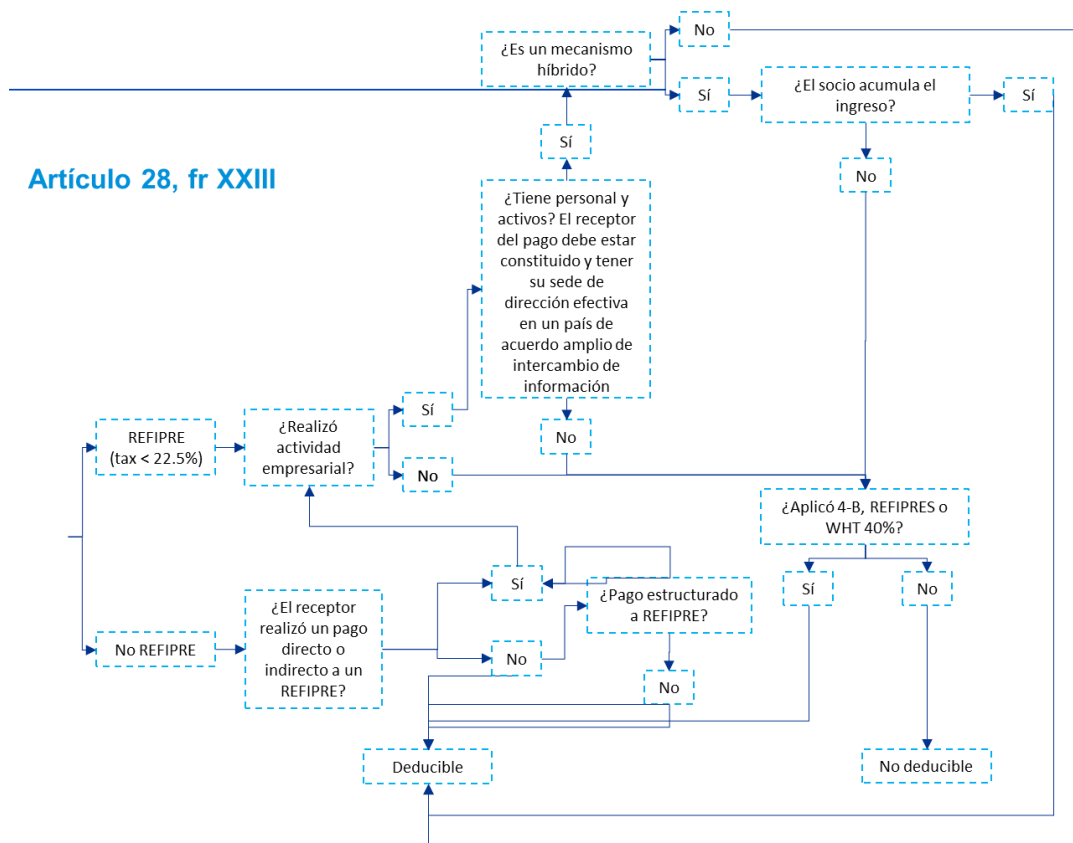 No
¿Es un mecanismo
híbrido?
Sí
¿El socio acumula el
ingreso?
Sí
Sí
No
Artículo 28, fr XXIII
¿Tiene personal y
activos? El receptor
del pago debe estar
constituido y tener
su sede de
dirección efectiva
en un país de
acuerdo amplio de
intercambio de
información
REFIPRE
(tax < 22.5%)
¿Realizó
actividad
empresarial?
Sí
No
No
¿Aplicó 4-B, REFIPRES o
WHT 40%?
Sí
No
Sí
¿Pago estructurado
a REFIPRE?
No REFIPRE
¿El receptor
realizó un pago
directo o
indirecto a un
REFIPRE?
No
No
Deducible
No deducible